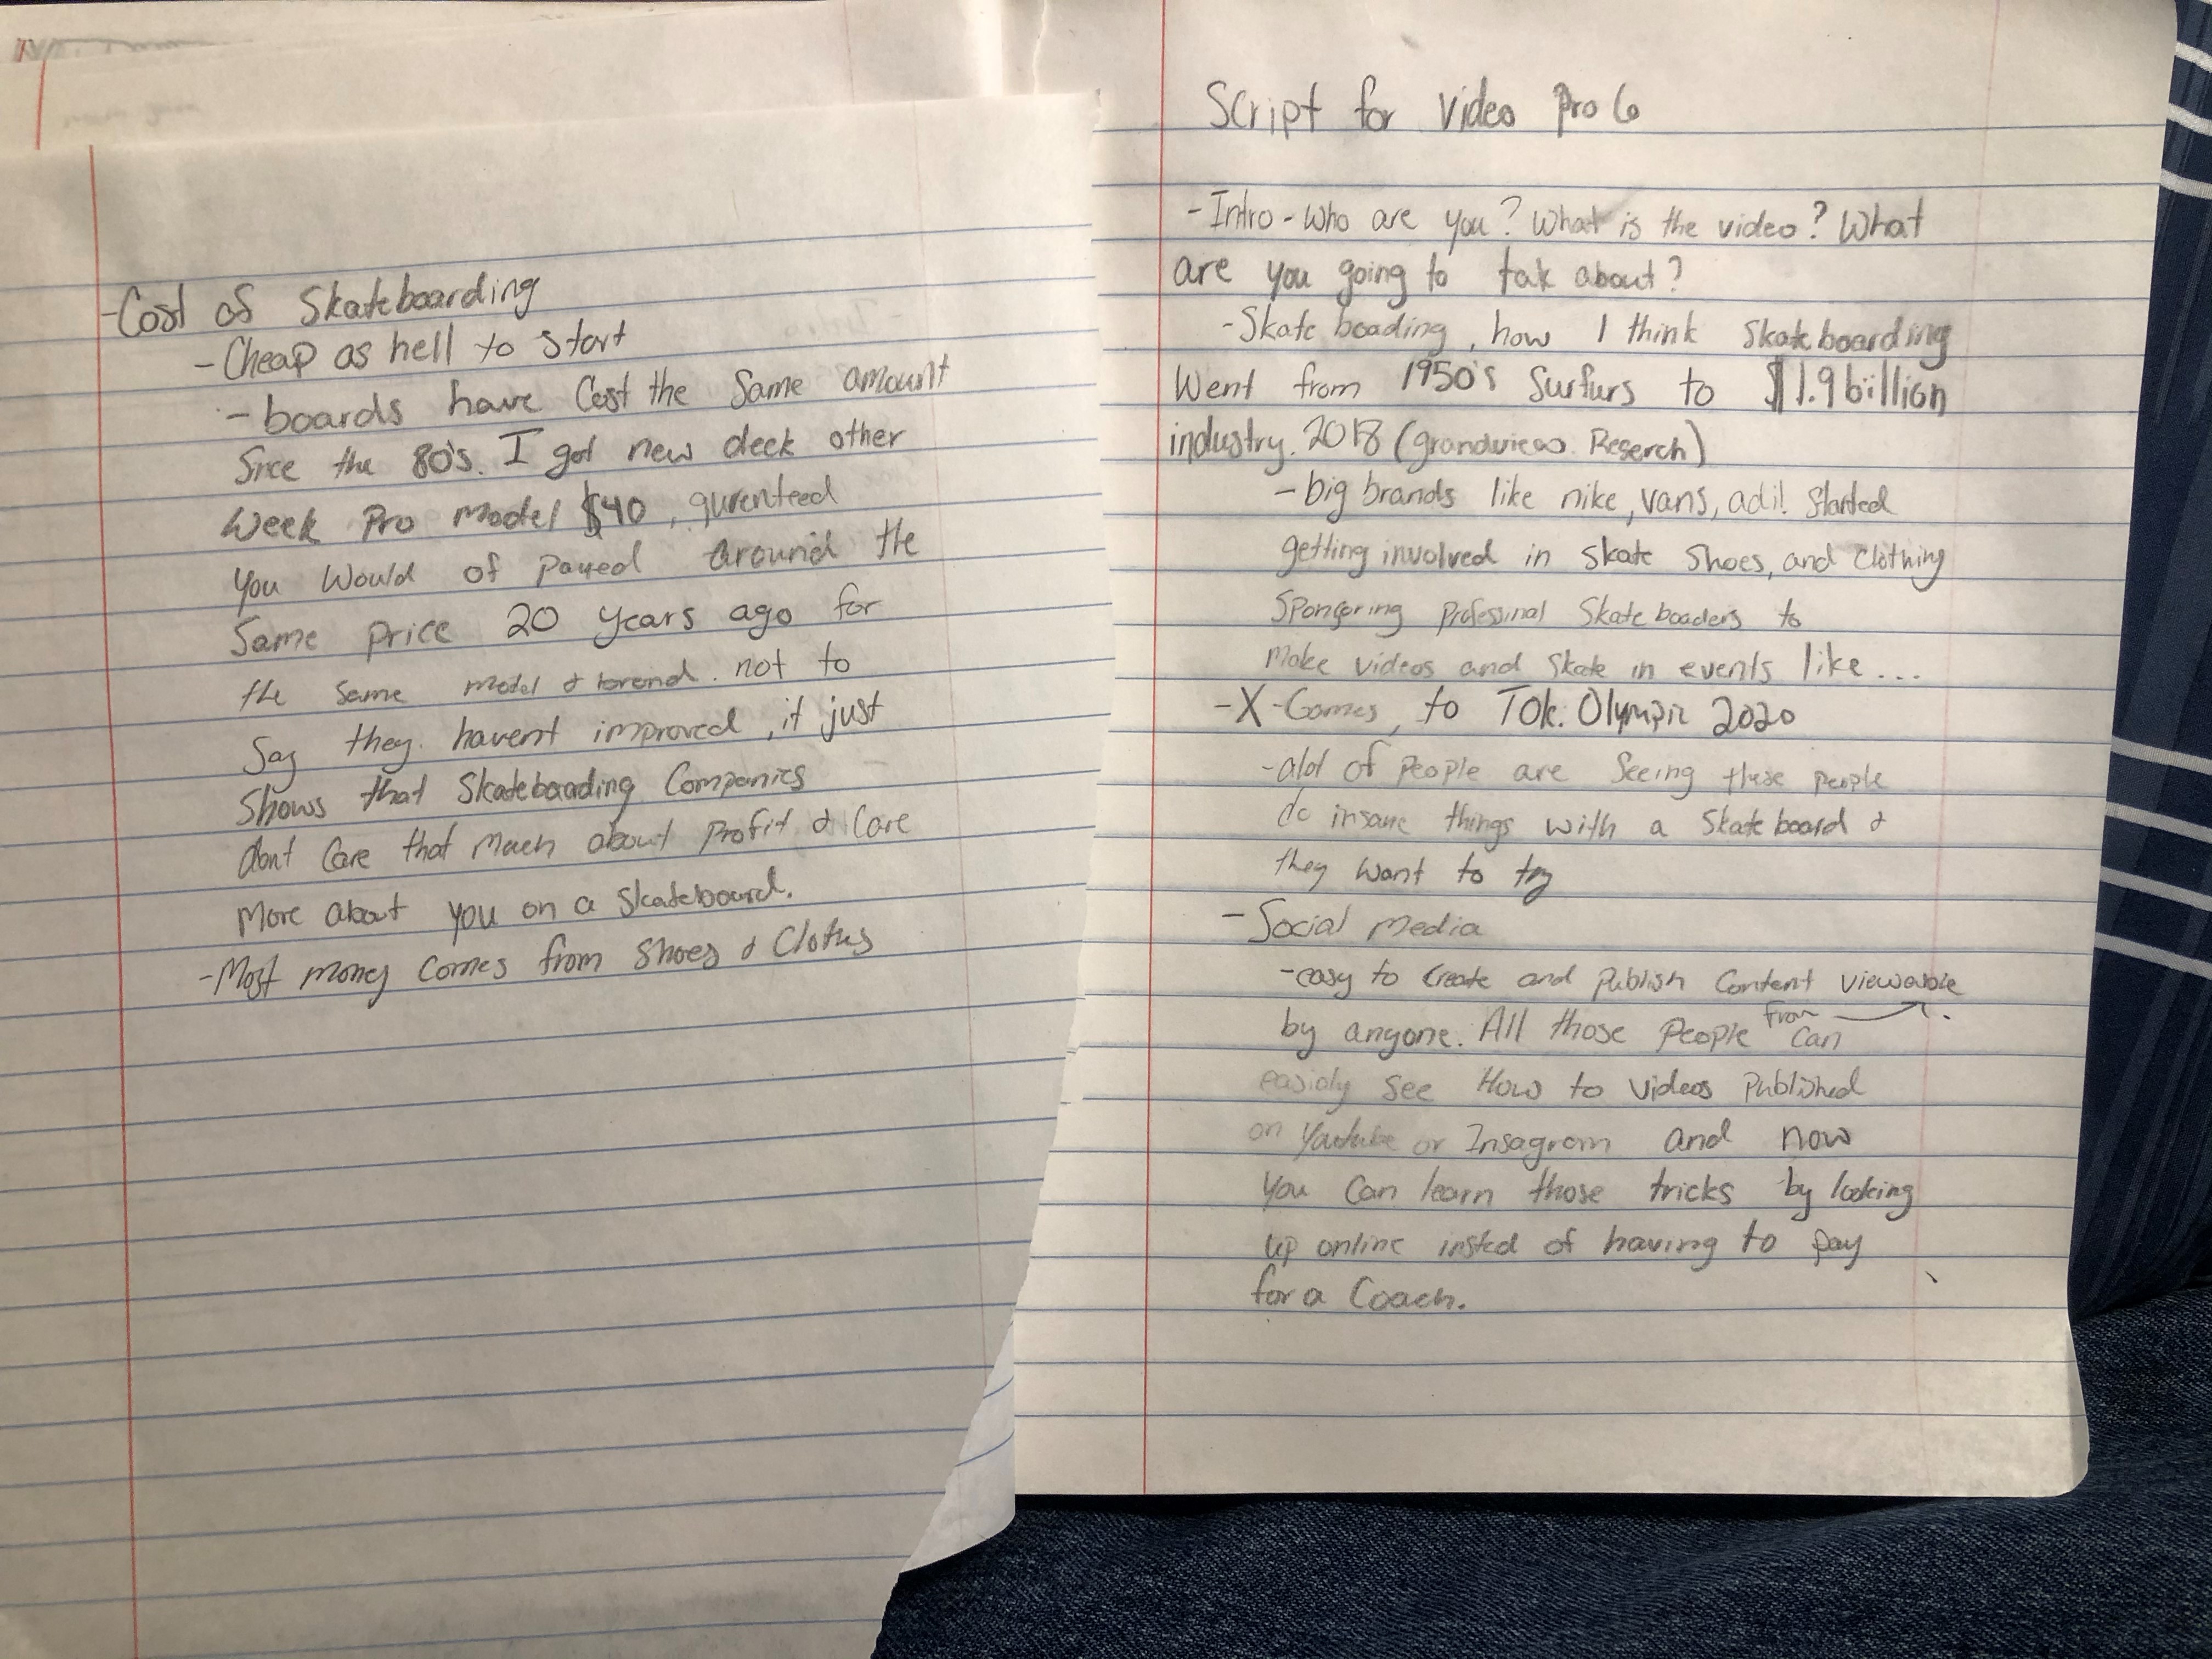 Script for Video Pro 6
-Intro - Who are you? What is the video? What
are you going to tak about?
-Skate boading, how I think Skateboarding
Went from 1950's Surfurs to $1.9 billion
industry. 2018 (grandview Reserch)
-big brands like nike, vans, adi! Started
getting involved in Skate Shoes, and Clothing
Sponsoring Professinal Skate boaders to
Make videos and Skate in events like...
-X-Games, to Tok. Olympic 2020
-alot of People are Seeing these people
do insane things with a Skateboard &
they Want to try
-Social Media
-easy to Create and Publish Content viewable
by anyone. All those People from Can
easialy See How to Videos Published
on Youtube or Insagram and now
You Can learn those tricks by looking
up online insted of having to pay
for a Coach.
-Cost of Skateboarding
-Cheap as hell to Start
-boards have Cost the Same amount
Since the 80's. I got new deck other
Week Pro Model $40, gurenteed
You Would of Payed around the
Same Price 20 Years ago for
the same model & brand. not to
Say they havent improved, it just
Shows that Skateboarding Companies
dont Care that Much about Profit & Care
More about you on a Skateboard.
-Most money Comes from Shoes & Clothes